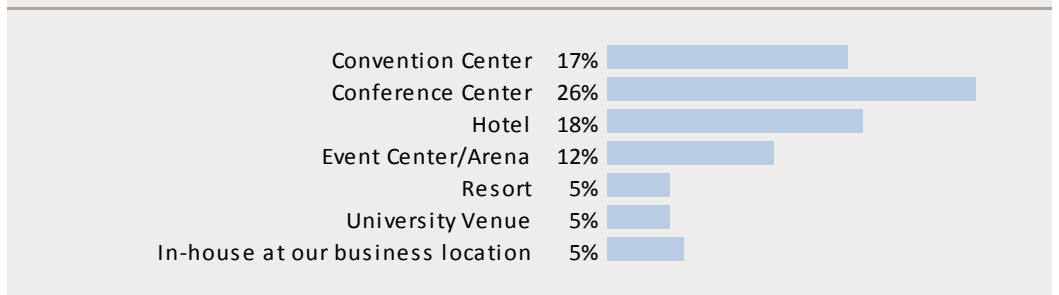 Convention Center 17%
Conference Center 26%
Hotel 18%
Event Center/Arena 12%
Resort 5%
University Venue 5%
In-house at our business location 5%